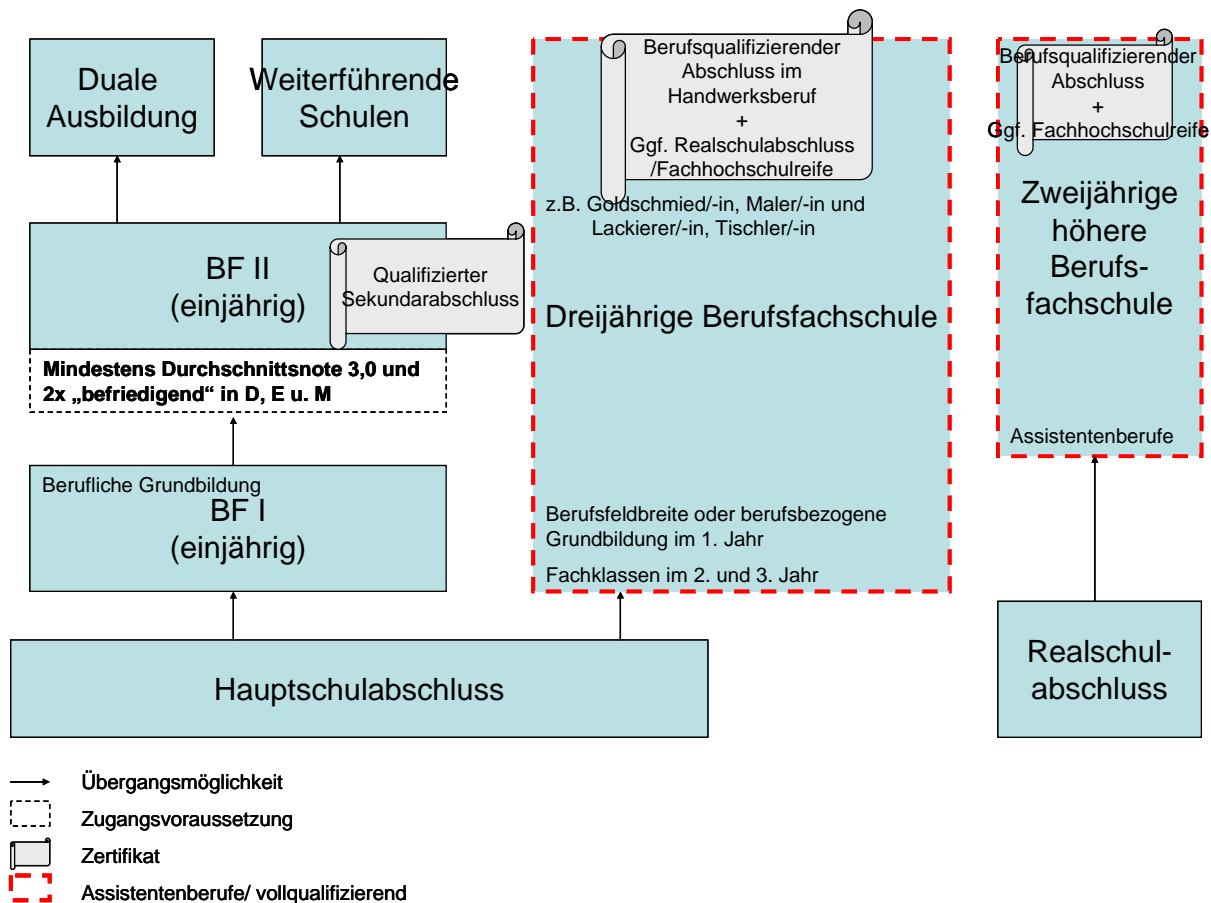 Duale
Ausbildung
Weiterführende
Schulen
BF II
(einjährig)
Qualifizierter
Sekundarabschluss
Mindestens Durchschnittsnote 3,0 und
2x „befriedigend“ in D, E u. M
Berufliche Grundbildung
BF I
(einjährig)
Berufsqualifizierender
Abschluss im
Handwerksberuf
+
Ggf. Realschulabschluss
/Fachhochschulreife
z.B. Goldschmied/-in, Maler/-in und
Lackierer/-in, Tischler/-in
Dreijährige Berufsfachschule
Berufsfeldbreite oder berufsbezogene
Grundbildung im 1. Jahr
Fachklassen im 2. und 3. Jahr
Berufsqualifizierender
Abschluss
+
Ggf. Fachhochschulreife
Zweijährige
höhere
Berufs-
fachschule
Assistentenberufe
Hauptschulabschluss
Realschul-
abschluss
Übergangsmöglichkeit
Zugangsvoraussetzung
Zertifikat
Assistentenberufe/ vollqualifizierend